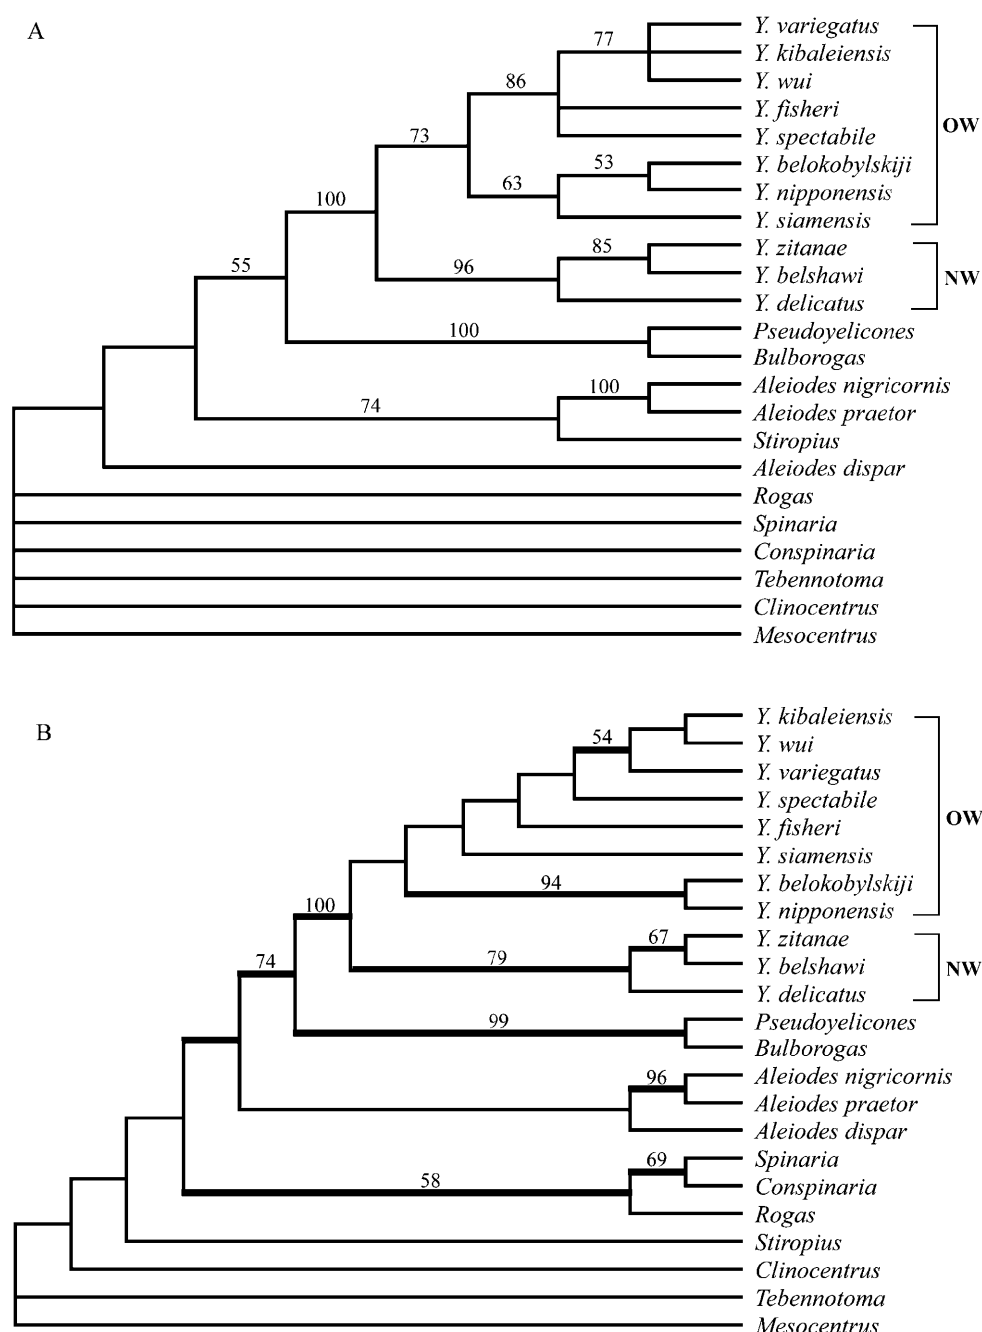 A
Y. variegatus
77
Y. kibaleiensis
Y. wui
86
Y. fisheri
OW
73
Y. spectabile
53
Y. belokobylskiji
63
Y. nipponensis
100
Y. siamensis
85
Y. zitanae
55
96
Y. belshawi
NW
Y. delicatus
100
Pseudoyelicones
Bulborogas
100
Aleiodes nigricornis
74
Aleiodes praetor
Stiropius
Aleiodes dispar
Rogas
Spinaria
Conspinaria
Tebennotoma
Clinocentrus
Mesocentrus
B
Y. kibaleiensis
54
Y. wui
Y. variegatus
Y. spectabile
OW
Y. fisheri
Y. siamensis
94
Y. belokobylskiji
100
Y. nipponensis
67
Y. zitanae
74
79
Y. belshawi
NW
Y. delicatus
99
Pseudoyelicones
Bulborogas
96
Aleiodes nigricornis
Aleiodes praetor
Aleiodes dispar
69
Spinaria
58
Conspinaria
Rogas
Stiropius
Clinocentrus
Tebennotoma
Mesocentrus